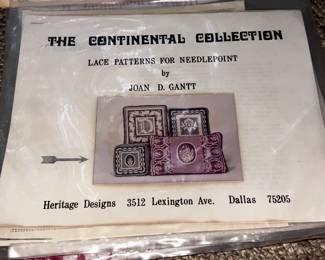 THE CONTINENTAL COLLECTION
LACE PATTERNS FOR NEEDLEPOINT
by
JOAN D. GANTT
Heritage Designs 3512 Lexington Ave. Dallas 75205